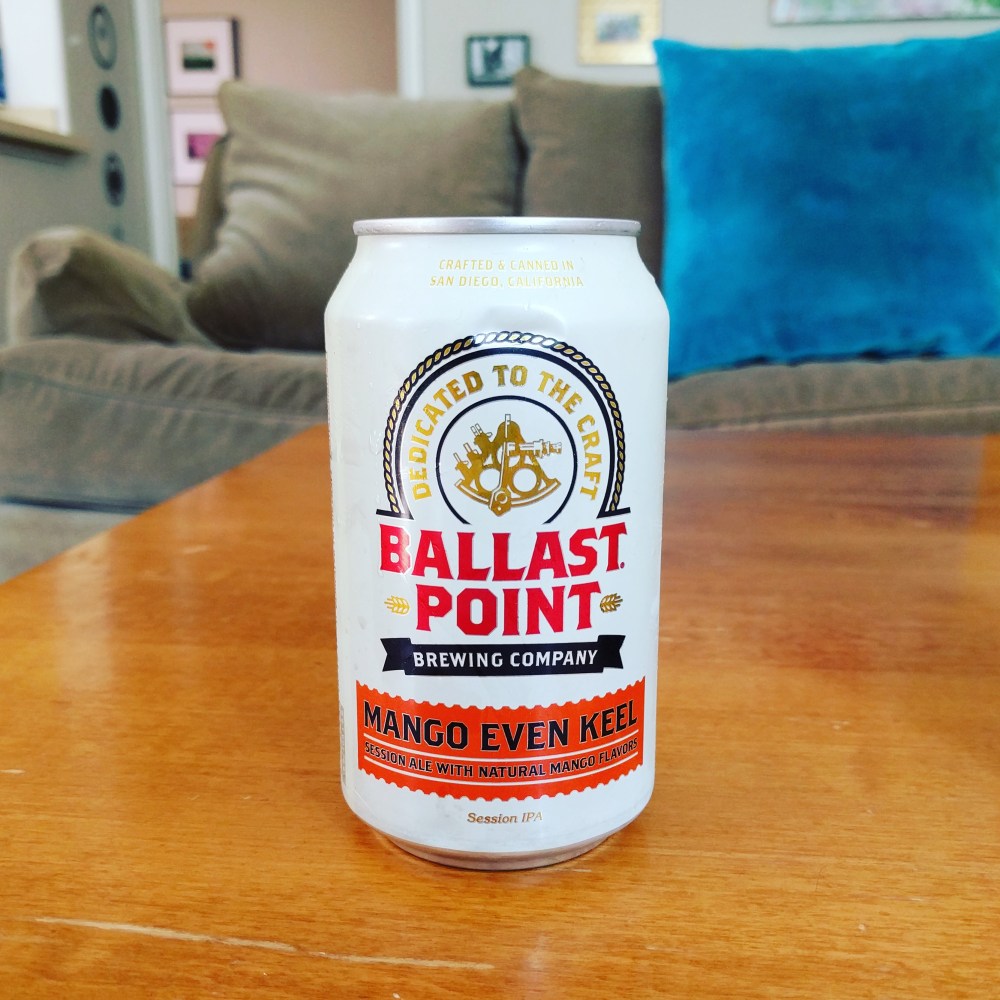 CRAFTED & CANNED IN
SAN DIEGO, CALIFORNIA
DEDICATED TO THE CRAFT
BALLAST
POINT
BREWING COMPANY
MANGO EVEN KEEL
SESSION ALE WITH NATURAL MANGO FLAVORS
Session IPA